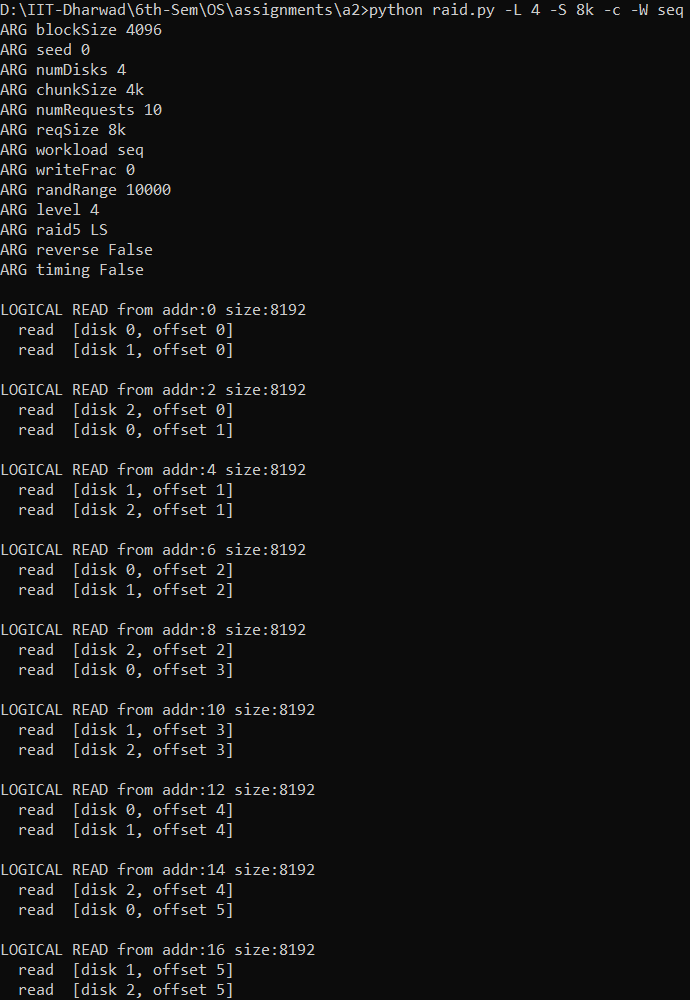 D:\IIT-Dharwad\6th-Sem\OS\assignments\a2>python raid.py -L 4 -S 8k -c -W seq
ARG blockSize 4096
ARG seed 0
ARG numDisks 4
ARG chunkSize 4k
ARG numRequests 10
ARG reqSize 8k
ARG workload seq
ARG writeFrac 0
ARG randRange 10000
ARG level 4
ARG raid5 LS
ARG reverse False
ARG timing False

LOGICAL READ from addr:0 size:8192
  read  [disk 0, offset 0]
  read  [disk 1, offset 0]

LOGICAL READ from addr:2 size:8192
  read  [disk 2, offset 0]
  read  [disk 0, offset 1]

LOGICAL READ from addr:4 size:8192
  read  [disk 1, offset 1]
  read  [disk 2, offset 1]

LOGICAL READ from addr:6 size:8192
  read  [disk 0, offset 2]
  read  [disk 1, offset 2]

LOGICAL READ from addr:8 size:8192
  read  [disk 2, offset 2]
  read  [disk 0, offset 3]

LOGICAL READ from addr:10 size:8192
  read  [disk 1, offset 3]
  read  [disk 2, offset 3]

LOGICAL READ from addr:12 size:8192
  read  [disk 0, offset 4]
  read  [disk 1, offset 4]

LOGICAL READ from addr:14 size:8192
  read  [disk 2, offset 4]
  read  [disk 0, offset 5]

LOGICAL READ from addr:16 size:8192
  read  [disk 1, offset 5]
  read  [disk 2, offset 5]